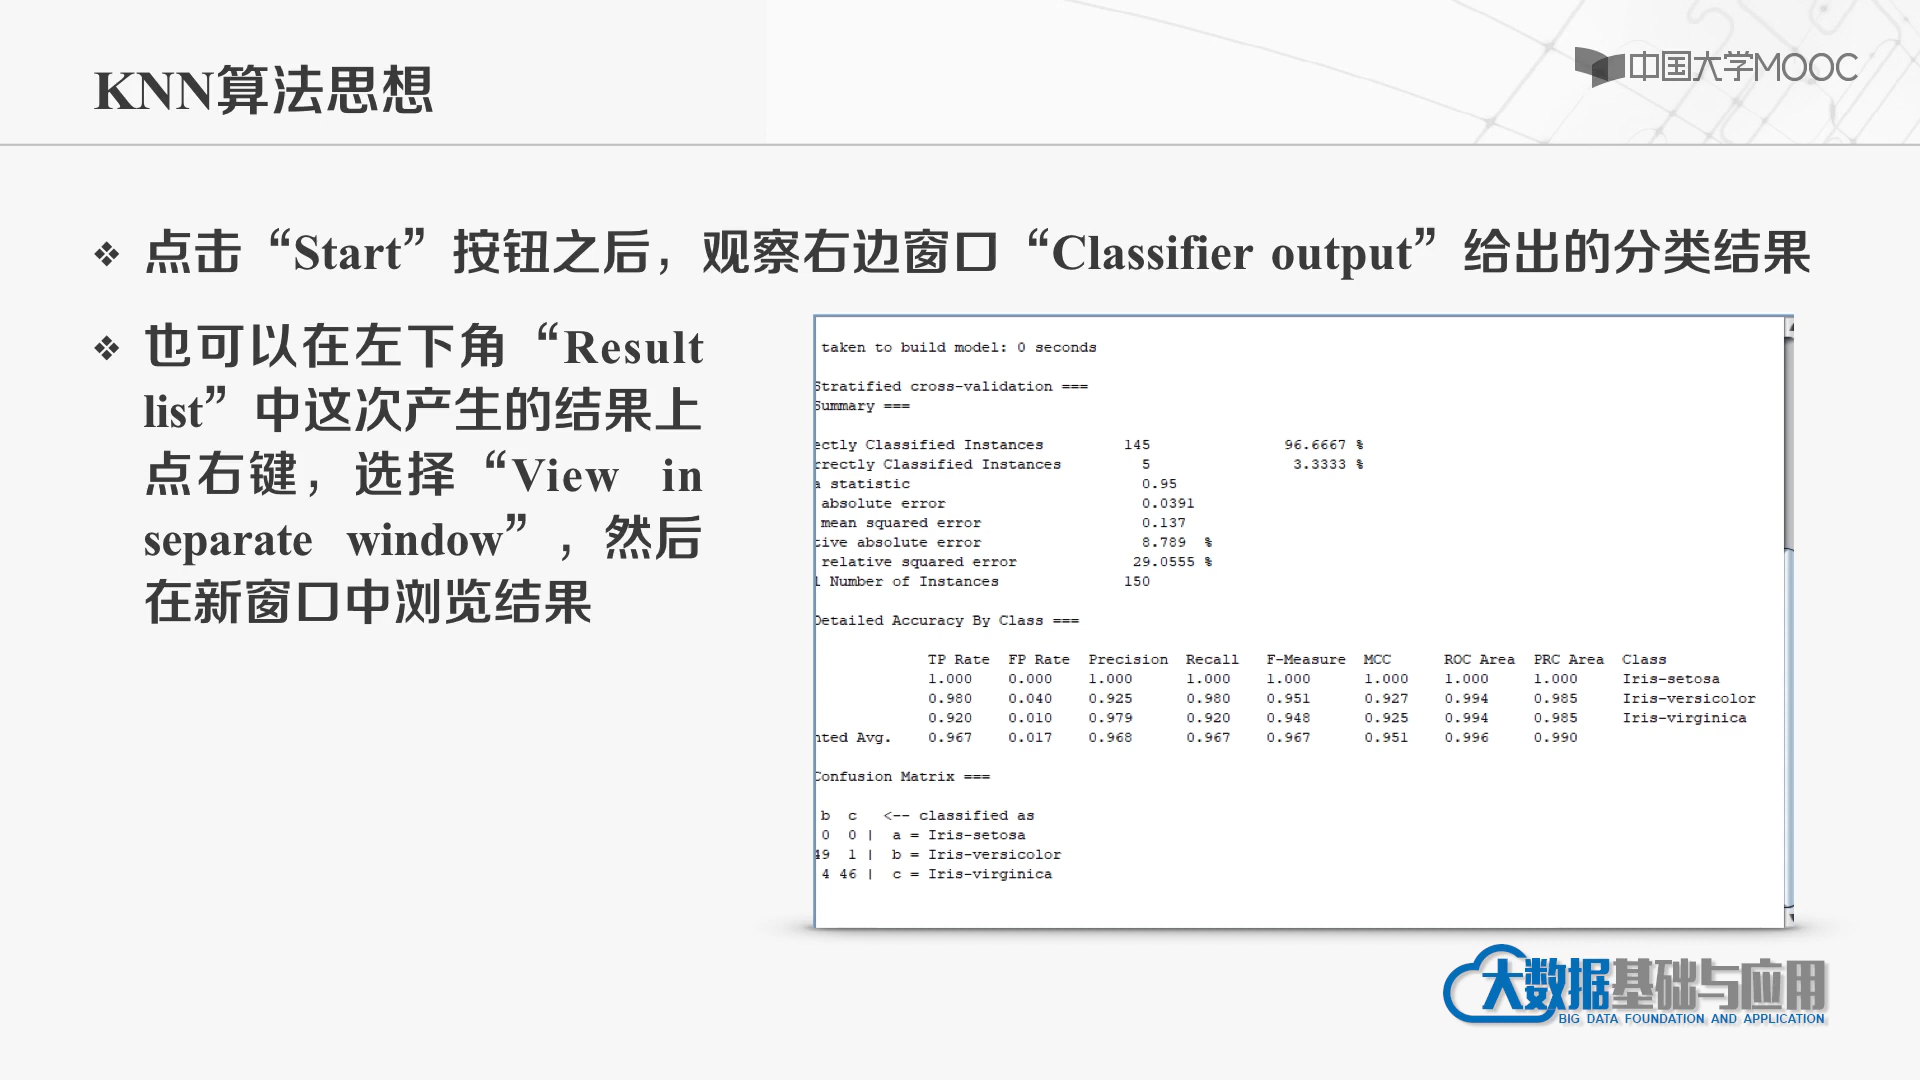 KNN算法思想
中国大学MOOC
❖ 点击“Start”按钮之后，观察右边窗口“Classifier output”给出的分类结果
❖ 也可以在左下角“Result
list”中这次产生的结果上
点右键，选择“View in
separate window”，然后
在新窗口中浏览结果
taken to build model: 0 seconds
Stratified cross-validation ===
Summary ===
ectly Classified Instances 145 96.6667 %
rrectly Classified Instances 5 3.3333 %
a statistic 0.95
absolute error 0.0391
mean squared error 0.137
tive absolute error 8.789 %
relative squared error 29.0555 %
l Number of Instances 150
Detailed Accuracy By Class ===
TP Rate FP Rate Precision Recall F-Measure MCC ROC Area PRC Area Class
1.000 0.000 1.000 1.000 1.000 1.000 1.000 1.000 Iris-setosa
0.980 0.040 0.925 0.980 0.951 0.927 0.994 0.985 Iris-versicolor
0.920 0.010 0.979 0.920 0.948 0.925 0.994 0.985 Iris-virginica
hted Avg. 0.967 0.017 0.968 0.967 0.967 0.951 0.996 0.990
Confusion Matrix ===
b c <-- classified as
0 0 | a = Iris-setosa
49 1 | b = Iris-versicolor
4 46 | c = Iris-virginica
大数据基础与应用
BIG DATA FOUNDATION AND APPLICATION